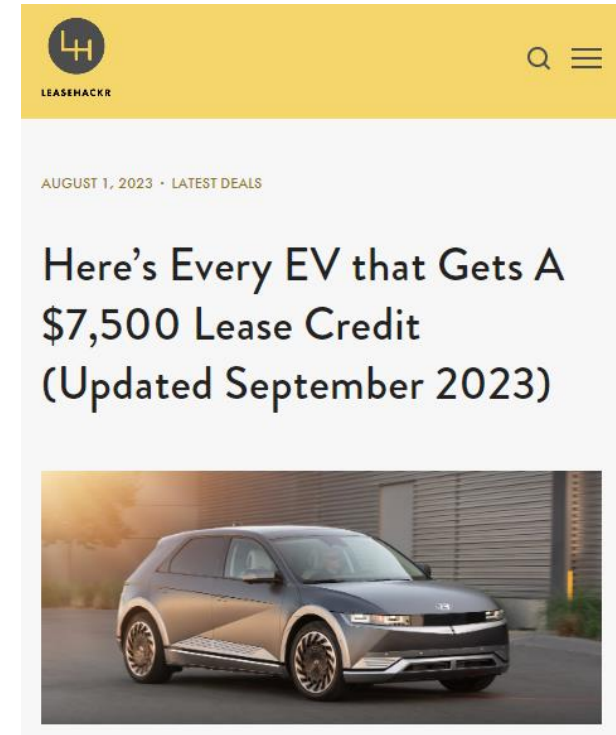 LH
LEASEHACKR
AUGUST 1, 2023 · LATEST DEALS
Here’s Every EV that Gets A
$7,500 Lease Credit
(Updated September 2023)